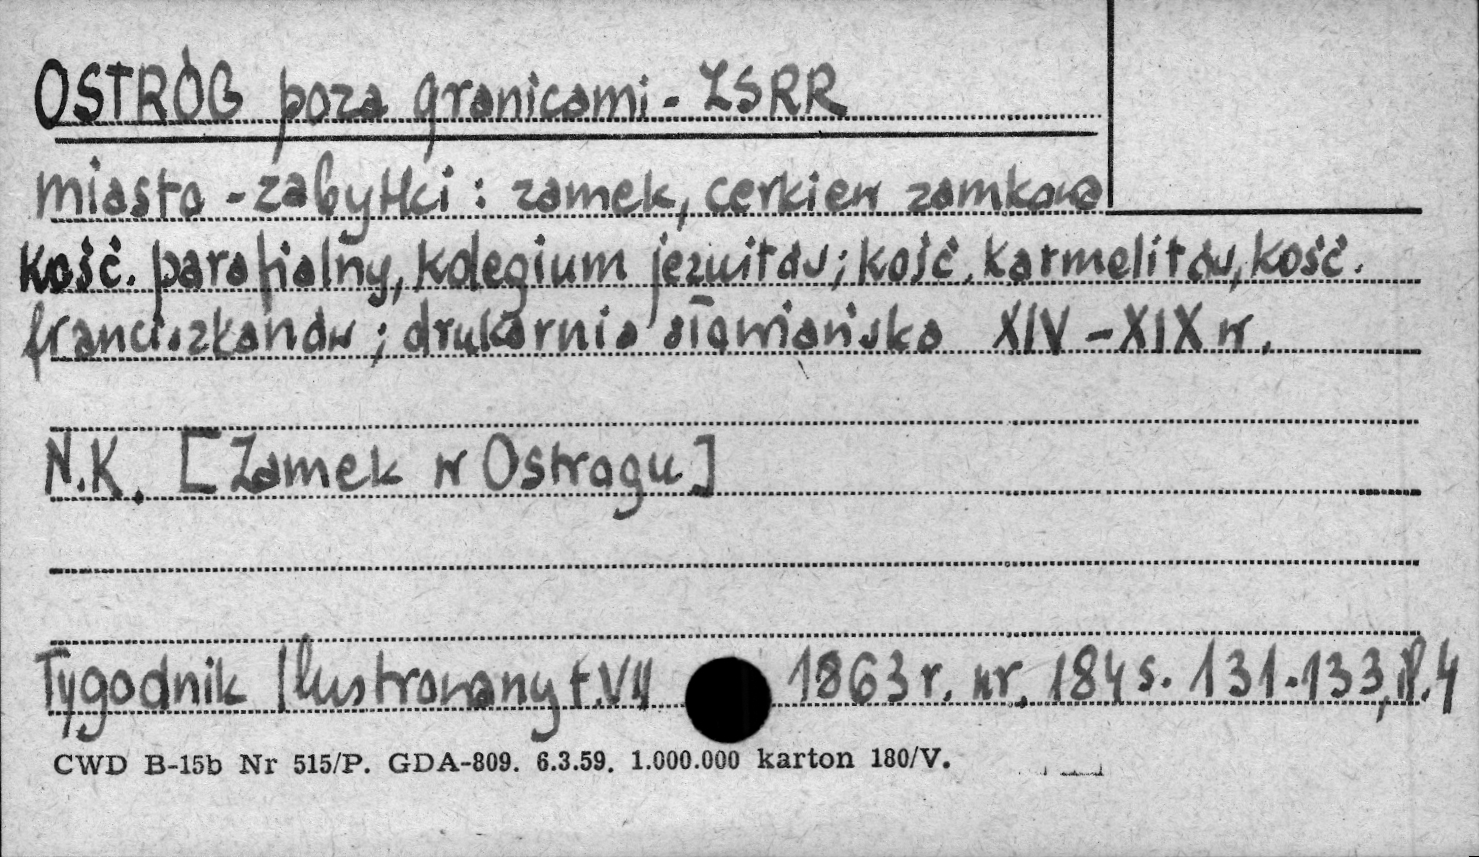 OSTRÓG poza granicami - ZSRR
miasto - zabytki : zamek, cerkiew zamkowa
Kość. parafialny, kolegium jezuitów ; kość. karmelitów, kość.
franciszkanów ; drukarnia słowiańska XIV - XIX w.
N.K. [Zamek w Ostrogu]
Tygodnik Ilustrowany t. VII 1863 r. nr. 184 s. 131-133, il. 4
CWD B-15b Nr 515/P. GDA-809. 6.3.59. 1.000.000 karton 180/V.